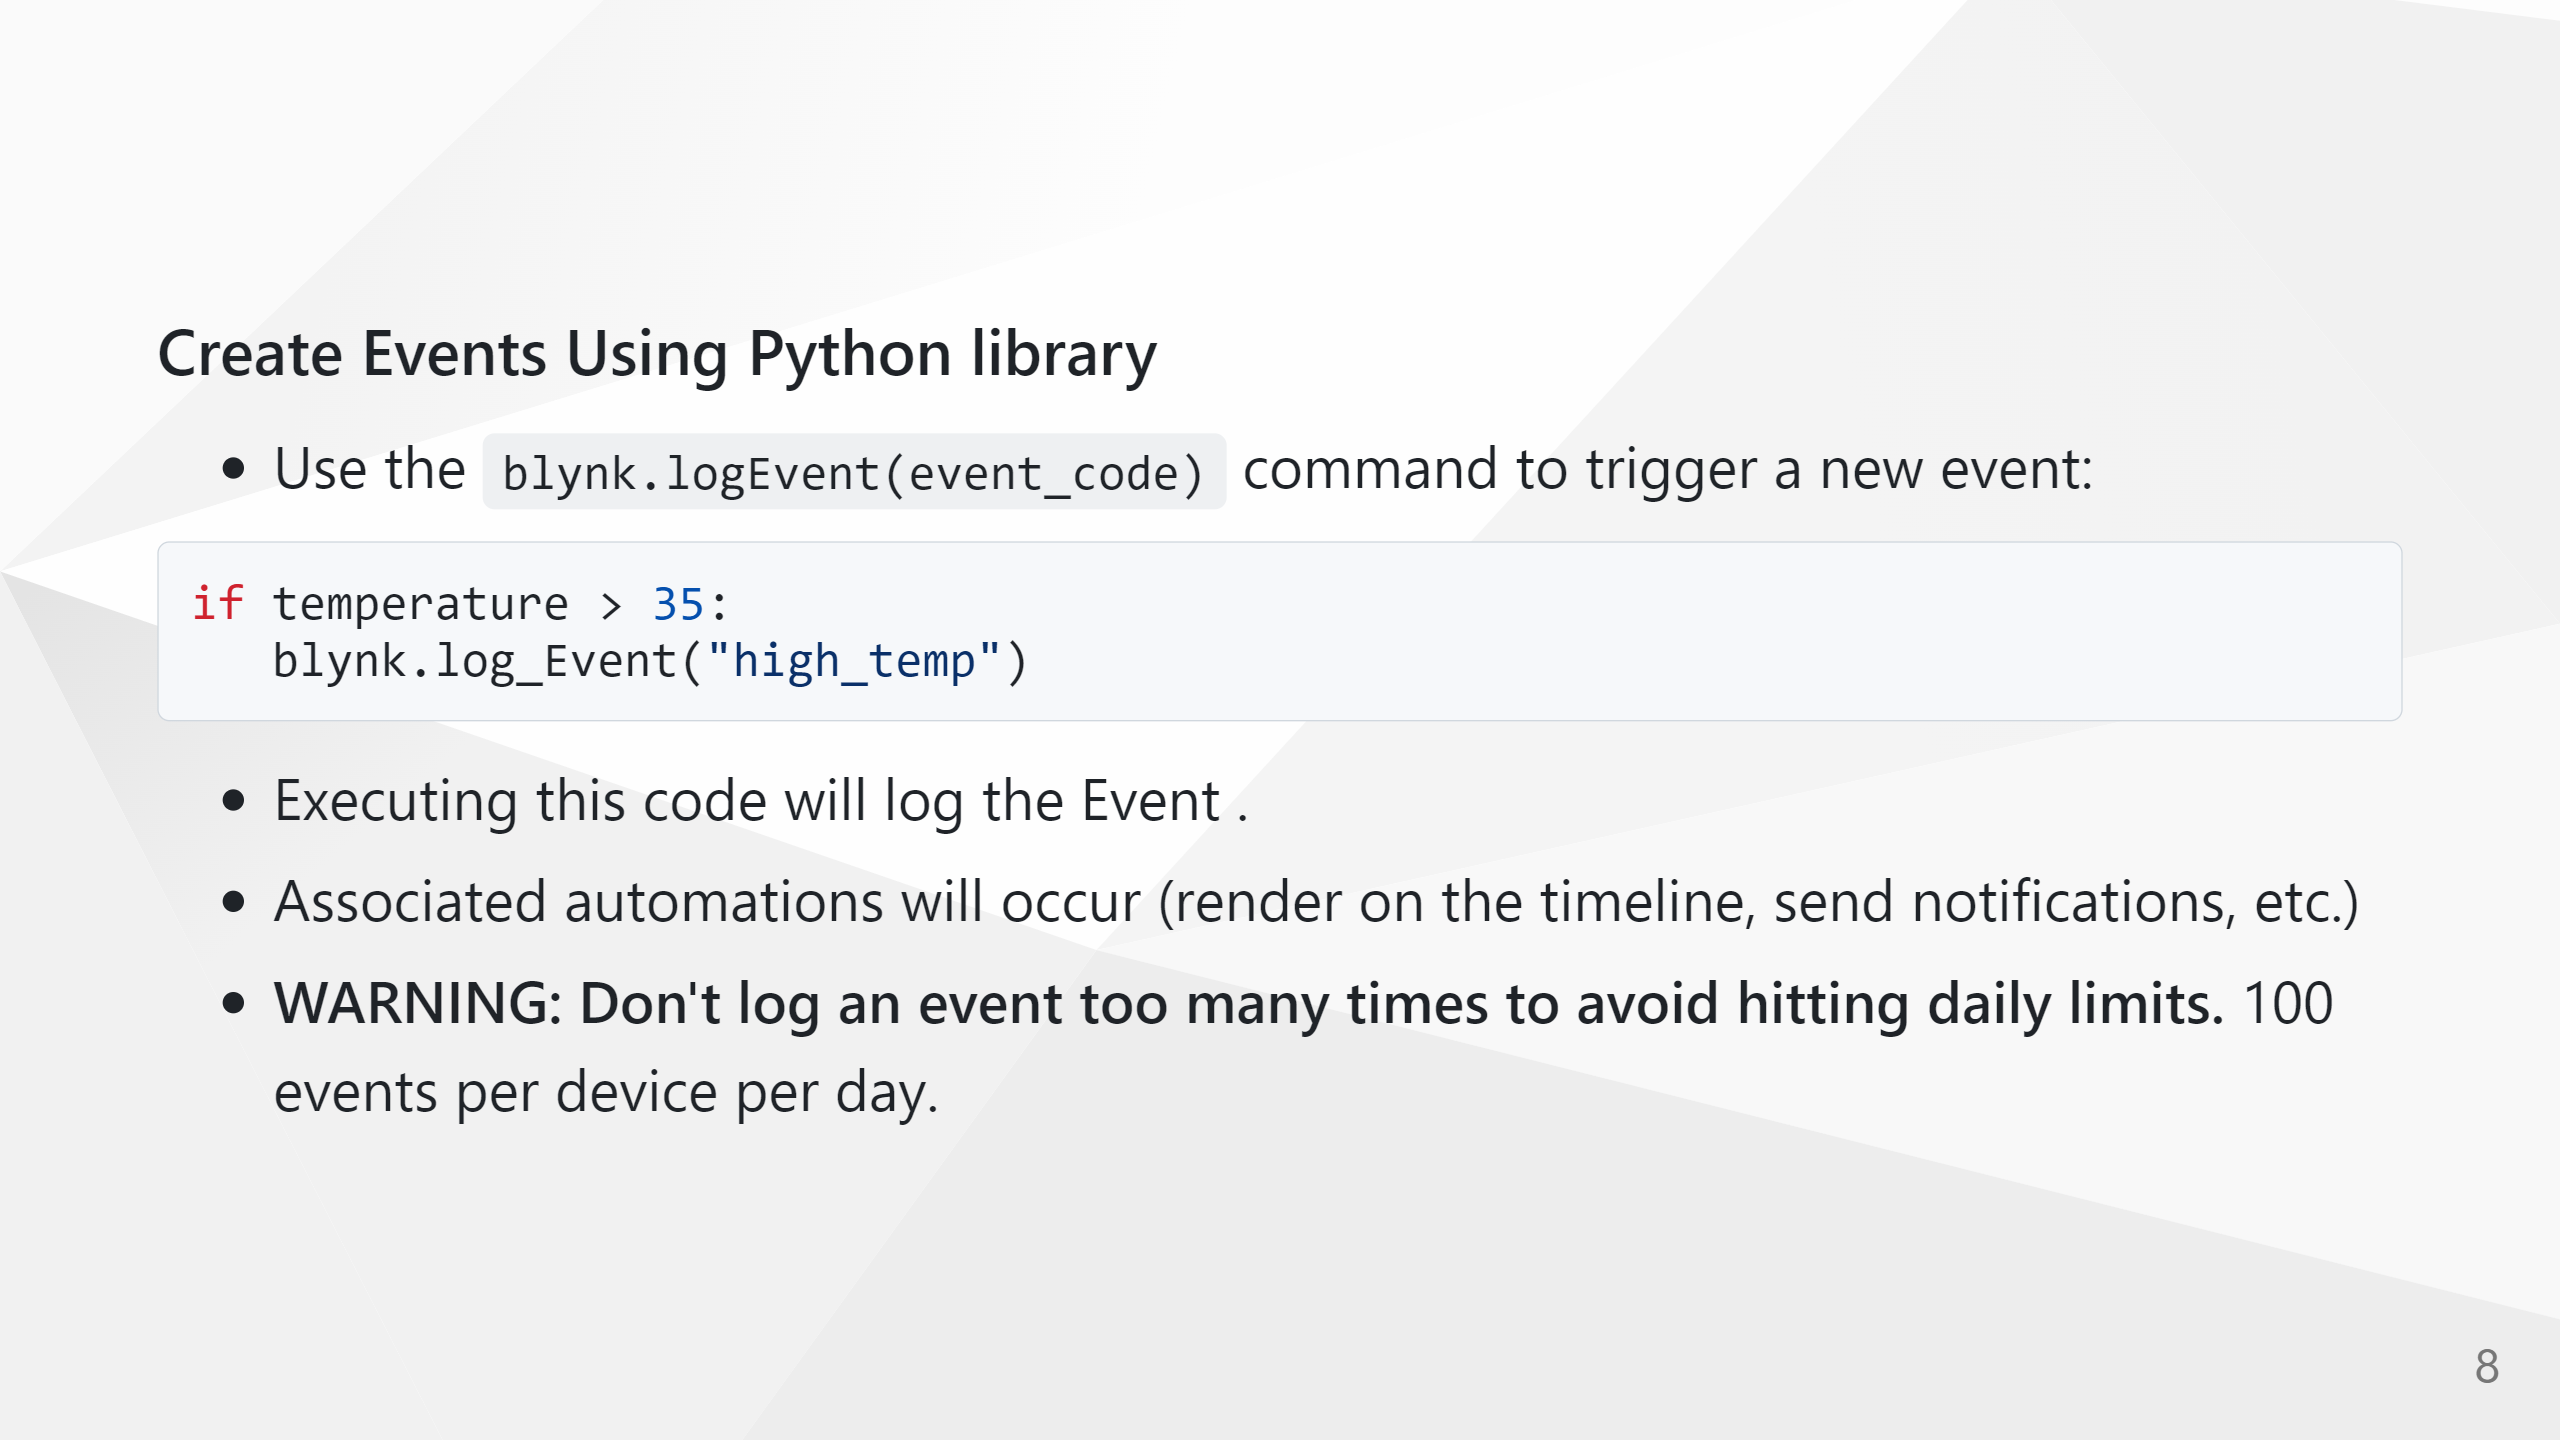 Create Events Using Python library
• Use the blynk.logEvent(event_code) command to trigger a new event:
if temperature > 35:
   blynk.log_Event("high_temp")
• Executing this code will log the Event .
• Associated automations will occur (render on the timeline, send notifications, etc.)
• WARNING: Don't log an event too many times to avoid hitting daily limits. 100
events per device per day.
8